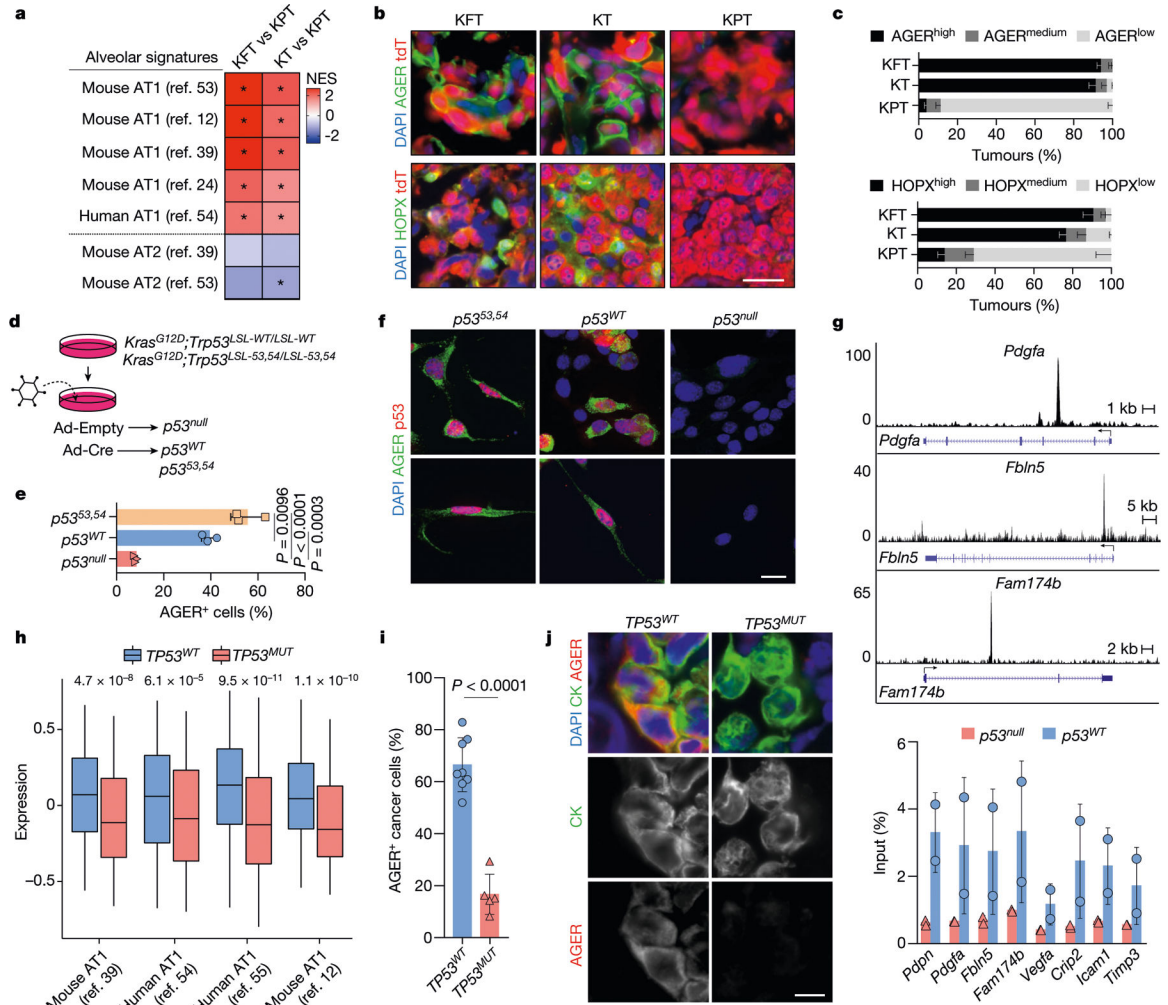 a
KFT vs KPT
KT vs KPT
Alveolar signatures
NES
2
0
-2
Mouse AT1 (ref. 53) * *
Mouse AT1 (ref. 12) * *
Mouse AT1 (ref. 39) * *
Mouse AT1 (ref. 24) * *
Human AT1 (ref. 54) * *
Mouse AT2 (ref. 39)
Mouse AT2 (ref. 53) *
b
KFT KT KPT
DAPI AGER tdT
DAPI HOPX tdT
c
AGERhigh AGERmedium AGERlow
KFT
KT
KPT
0 20 40 60 80 100
Tumours (%)
HOPXhigh HOPXmedium HOPXlow
KFT
KT
KPT
0 20 40 60 80 100
Tumours (%)
d
KrasG12D;Trp53LSL-WT/LSL-WT
KrasG12D;Trp53LSL-53,54/LSL-53,54
Ad-Empty p53null
Ad-Cre p53WT
p5353,54
e
p5353,54
p53WT
p53null
P = 0.0096
P < 0.0001
P = 0.0003
0 20 40 60 80
AGER+ cells (%)
f
p5353,54 p53WT p53null
DAPI AGER p53
g
Pdgfa
100
0
1 kb
Pdgfa
Fbln5
40
0
5 kb
Fbln5
Fam174b
65
0
2 kb
Fam174b
p53null p53WT
Input (%)
6
4
2
0
Pdpn Pdgfa Fbln5 Fam174b Vegfa Crip2 Icam1 Timp3
h
TP53WT TP53MUT
4.7 × 10−8 6.1 × 10−5 9.5 × 10−11 1.1 × 10−10
Expression
0.5
0
−0.5
Mouse AT1 (ref. 39)
Human AT1 (ref. 54)
Human AT1 (ref. 55)
Mouse AT1 (ref. 12)
i
P < 0.0001
AGER+ cancer cells (%)
100
80
60
40
20
0
TP53WT TP53MUT
j
TP53WT TP53MUT
DAPI CK AGER
CK
AGER